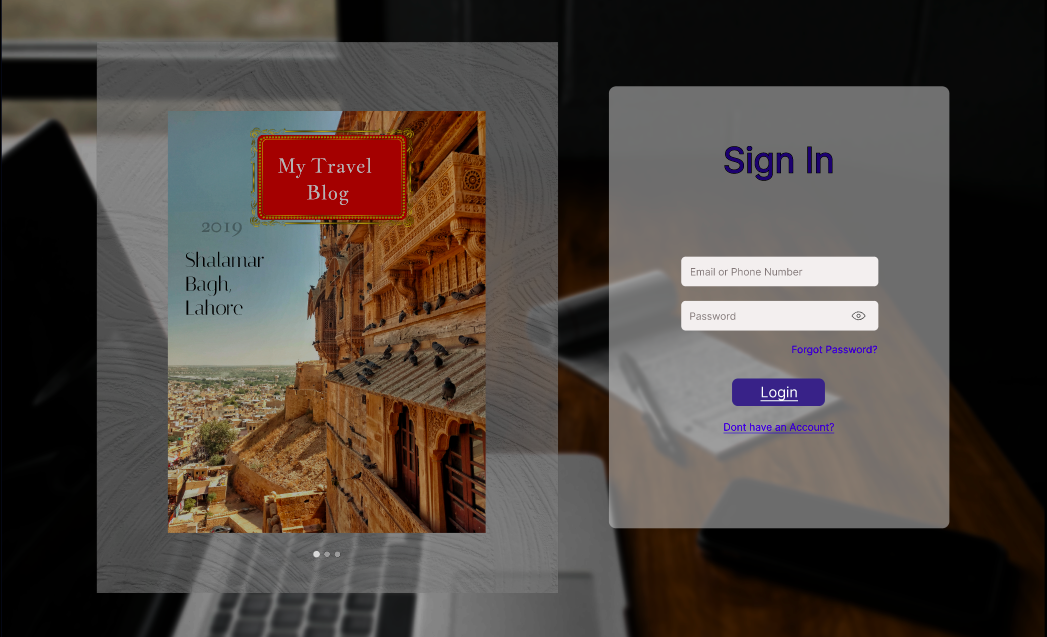 My Travel
Blog
2019
Shalamar
Bagh,
Lahore
Sign In
Email or Phone Number
Password
Forgot Password?
Login
Dont have an Account?